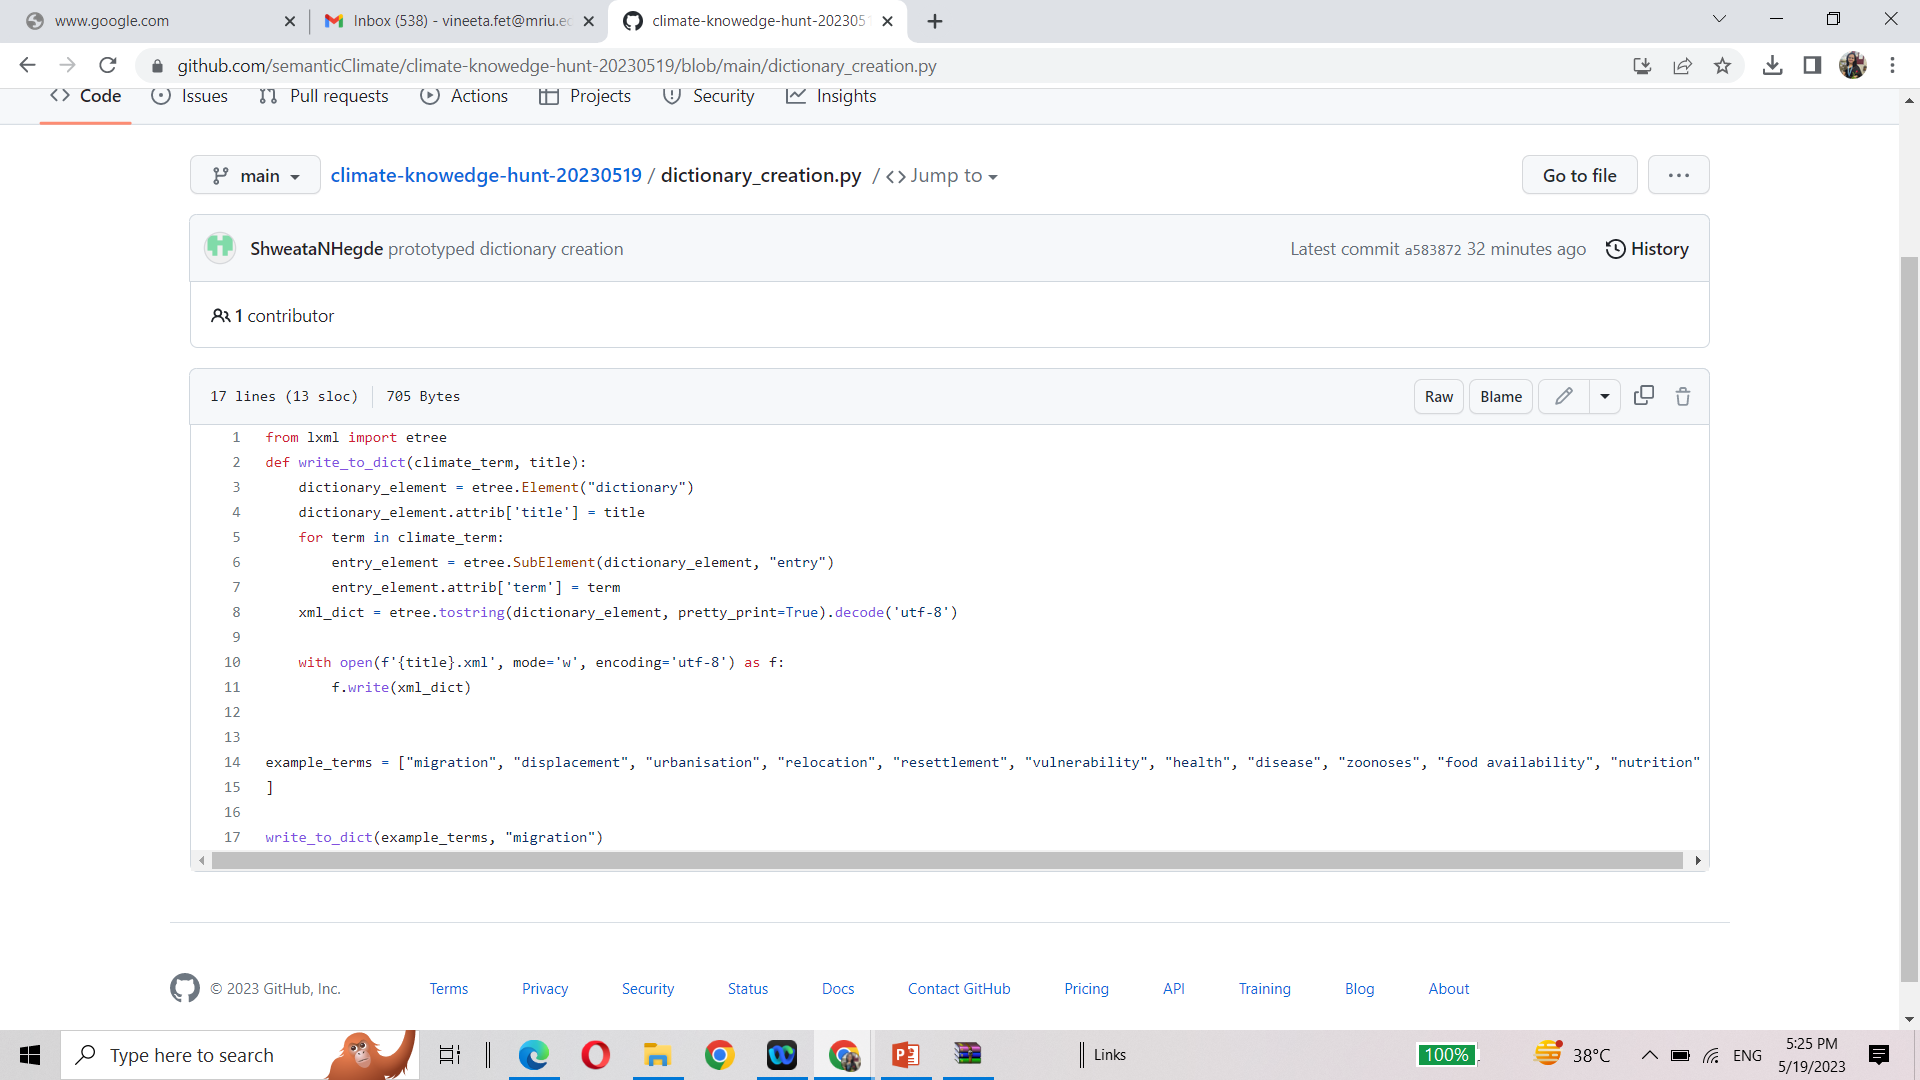 www.google.com
Inbox (538) - vineeta.fet@mriu.ec
climate-knowedge-hunt-202305
github.com/semanticClimate/climate-knowedge-hunt-20230519/blob/main/dictionary_creation.py
Code Issues Pull requests Actions Projects Security Insights
main climate-knowedge-hunt-20230519 / dictionary_creation.py / <> Jump to
Go to file ...
ShweataNHegde prototyped dictionary creation
Latest commit a583872 32 minutes ago History
1 contributor
17 lines (13 sloc) 705 Bytes
Raw Blame
1 from lxml import etree
2 def write_to_dict(climate_term, title):
3     dictionary_element = etree.Element("dictionary")
4     dictionary_element.attrib['title'] = title
5     for term in climate_term:
6         entry_element = etree.SubElement(dictionary_element, "entry")
7         entry_element.attrib['term'] = term
8     xml_dict = etree.tostring(dictionary_element, pretty_print=True).decode('utf-8')
9
10     with open(f'{title}.xml', mode='w', encoding='utf-8') as f:
11         f.write(xml_dict)
12
13
14 example_terms = ["migration", "displacement", "urbanisation", "relocation", "resettlement", "vulnerability", "health", "disease", "zoonoses", "food availability", "nutrition"
15 ]
16
17 write_to_dict(example_terms, "migration")
© 2023 GitHub, Inc. Terms Privacy Security Status Docs Contact GitHub Pricing API Training Blog About
Type here to search
Links
100%
38°C
ENG
5:25 PM
5/19/2023